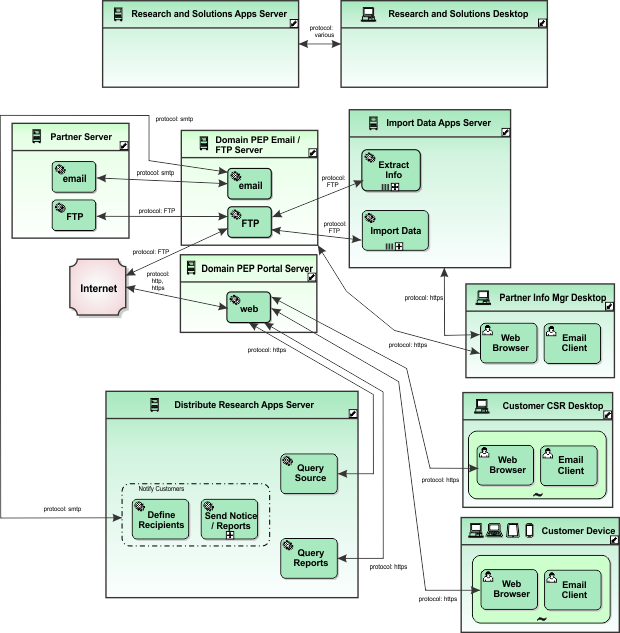 Research and Solutions Apps Server
Research and Solutions Desktop
protocol:
various
protocol: smtp
Partner Server
Domain PEP Email /
FTP Server
Import Data Apps Server
email
protocol: smtp
email
protocol:
FTP
Extract
Info
FTP
protocol: FTP
FTP
protocol:
FTP
Import Data
protocol: FTP
Internet
protocol:
http,
https
Domain PEP Portal Server
web
protocol: https
Partner Info Mgr Desktop
Web
Browser
Email
Client
protocol: https
protocol: https
Distribute Research Apps Server
Customer CSR Desktop
Web
Browser
Email
Client
~
protocol: https
Query
Source
Notify Customers
Define
Recipients
Send Notice
/ Reports
protocol: smtp
Query
Reports
protocol: https
Customer Device
Web
Browser
Email
Client
~
protocol: https